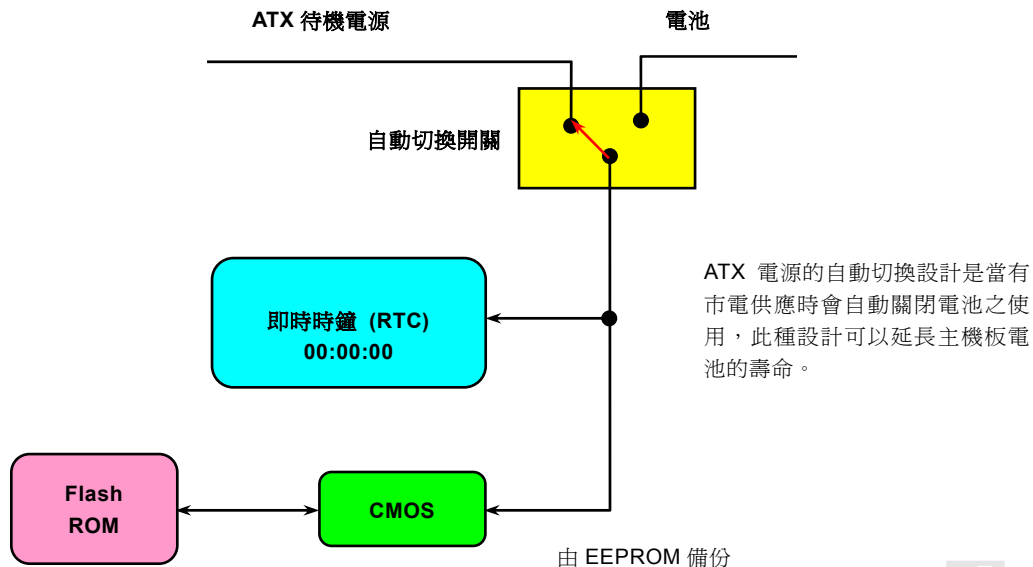 ATX 待機電源
電池
自動切換開關
ATX 電源的自動切換設計是當有
市電供應時會自動關閉電池之使
用，此種設計可以延長主機板電
池的壽命。
即時時鐘 (RTC)
00:00:00
Flash
ROM
CMOS
由 EEPROM 備份